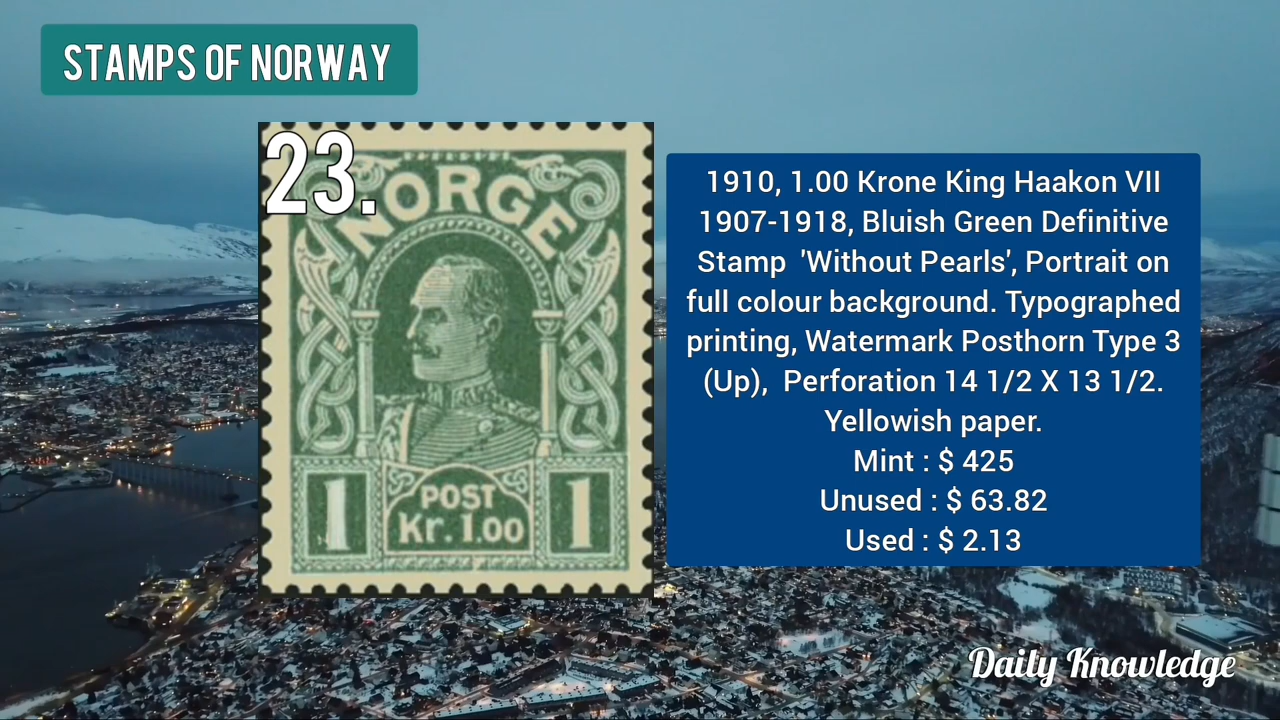 STAMPS OF NORWAY
23.
NORGE
1
POST
Kr. 1.00
1
1910, 1.00 Krone King Haakon VII
1907-1918, Bluish Green Definitive
Stamp  'Without Pearls', Portrait on
full colour background. Typographed
printing, Watermark Posthorn Type 3
(Up),  Perforation 14 1/2 X 13 1/2.
Yellowish paper.
Mint : $ 425
Unused : $ 63.82
Used : $ 2.13
Daily Knowledge